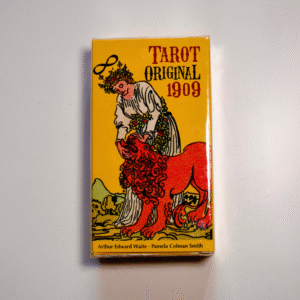 TAROT
ORIGINAL
1909
Arthur Edward Waite - Pamela Colman Smith